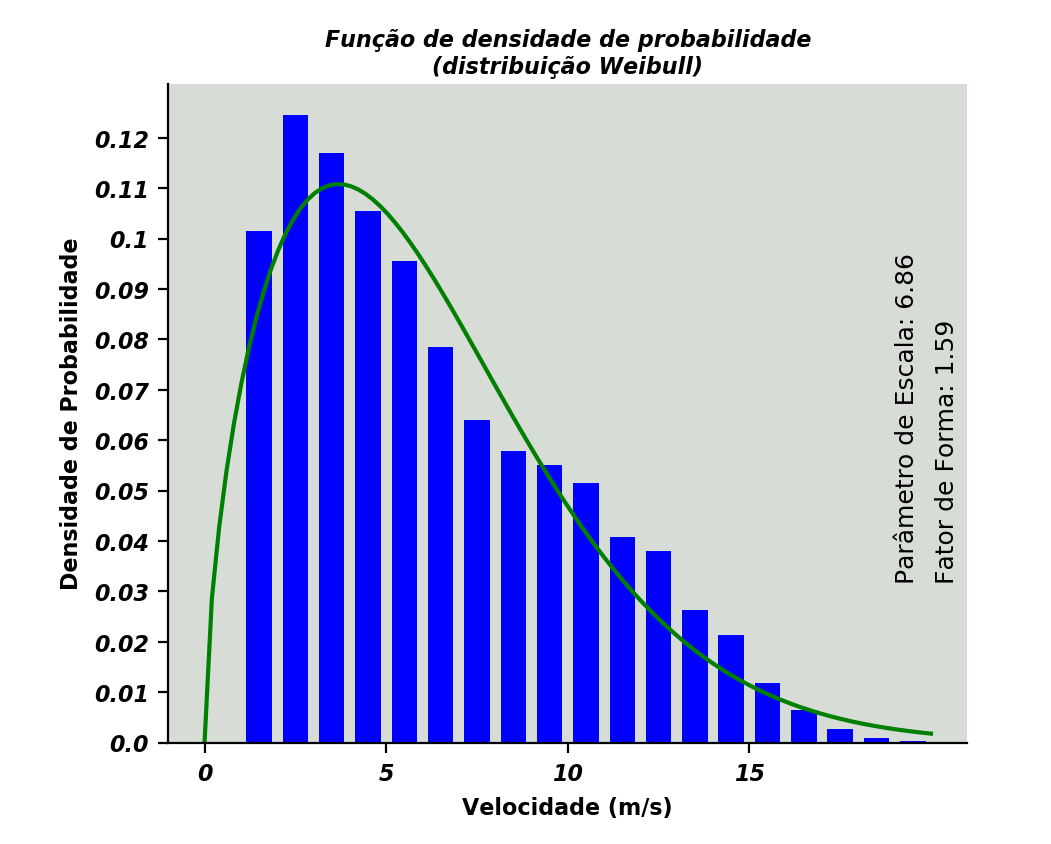 Função de densidade de probabilidade
(distribuição Weibull)
Densidade de Probabilidade
0.12
0.11
0.1
0.09
0.08
0.07
0.06
0.05
0.04
0.03
0.02
0.01
0.0
0 5 10 15
Velocidade (m/s)
Parâmetro de Escala: 6.86
Fator de Forma: 1.59